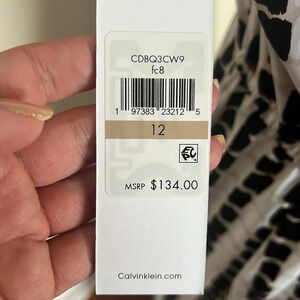 CDBQ3CW9
fc8
1 97383 23212 5
12
MSRP $134.00
Calvinklein.com